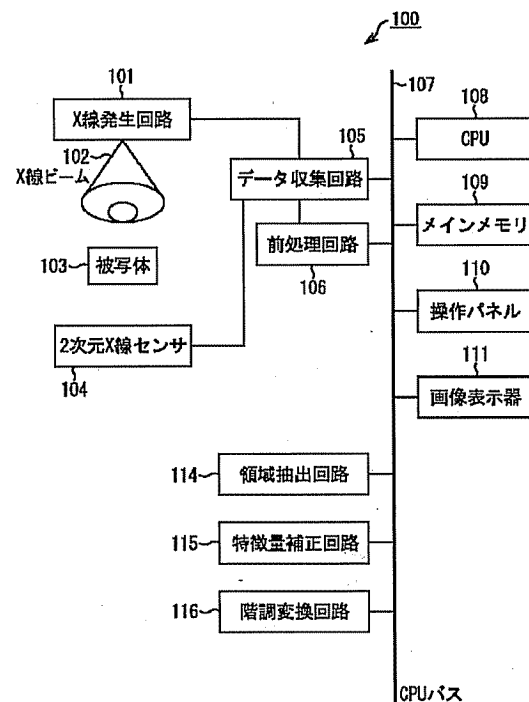 100
101
X線発生回路
102
X線ビーム
103
被写体
2次元X線センサ
104
105
データ収集回路
前処理回路
106
107
108
CPU
109
メインメモリ
110
操作パネル
111
画像表示器
114
領域抽出回路
115
特徴量補正回路
116
階調変換回路
CPUバス